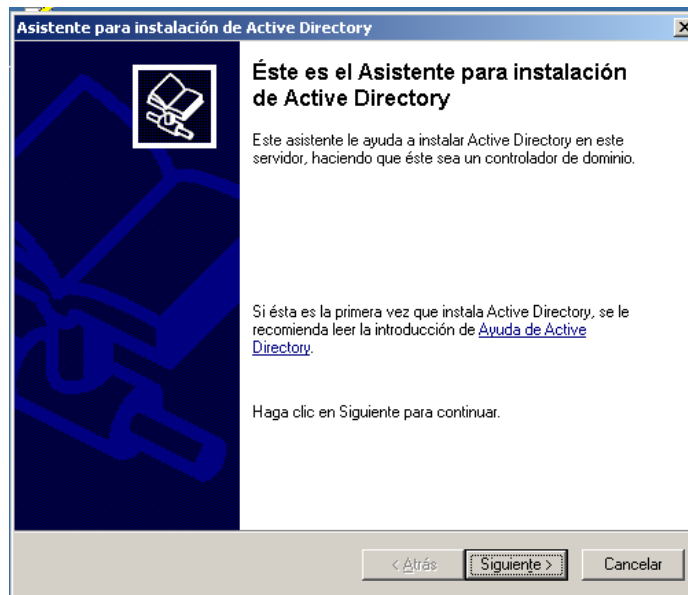 Asistente para instalación de Active Directory
Éste es el Asistente para instalación
de Active Directory
Este asistente le ayuda a instalar Active Directory en este
servidor, haciendo que éste sea un controlador de dominio.
Si ésta es la primera vez que instala Active Directory, se le
recomienda leer la introducción de Ayuda de Active
Directory.
Haga clic en Siguiente para continuar.
< Atrás Siguiente > Cancelar